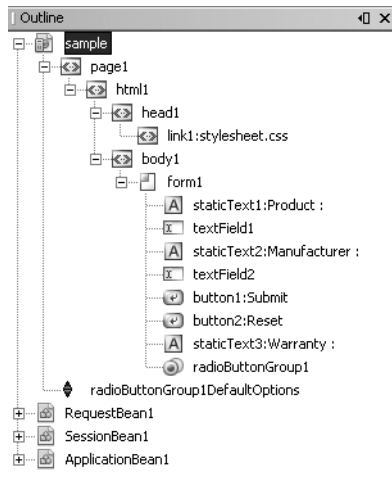 Outline
sample
page1
html1
head1
link1:stylesheet.css
body1
form1
staticText1:Product :
textField1
staticText2:Manufacturer :
textField2
button1:Submit
button2:Reset
staticText3:Warranty :
radioButtonGroup1
radioButtonGroup1DefaultOptions
RequestBean1
SessionBean1
ApplicationBean1